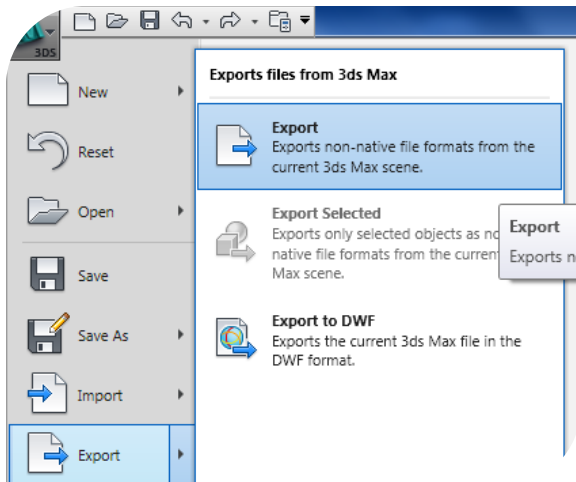 3DS
New
Reset
Open
Save
Save As
Import
Export
Exports files from 3ds Max
Export
Exports non-native file formats from the
current 3ds Max scene.
Export Selected
Exports only selected objects as
native file formats from the current
Max scene.
Export to DWF
Exports the current 3ds Max file in the
DWF format.
Export
Exports